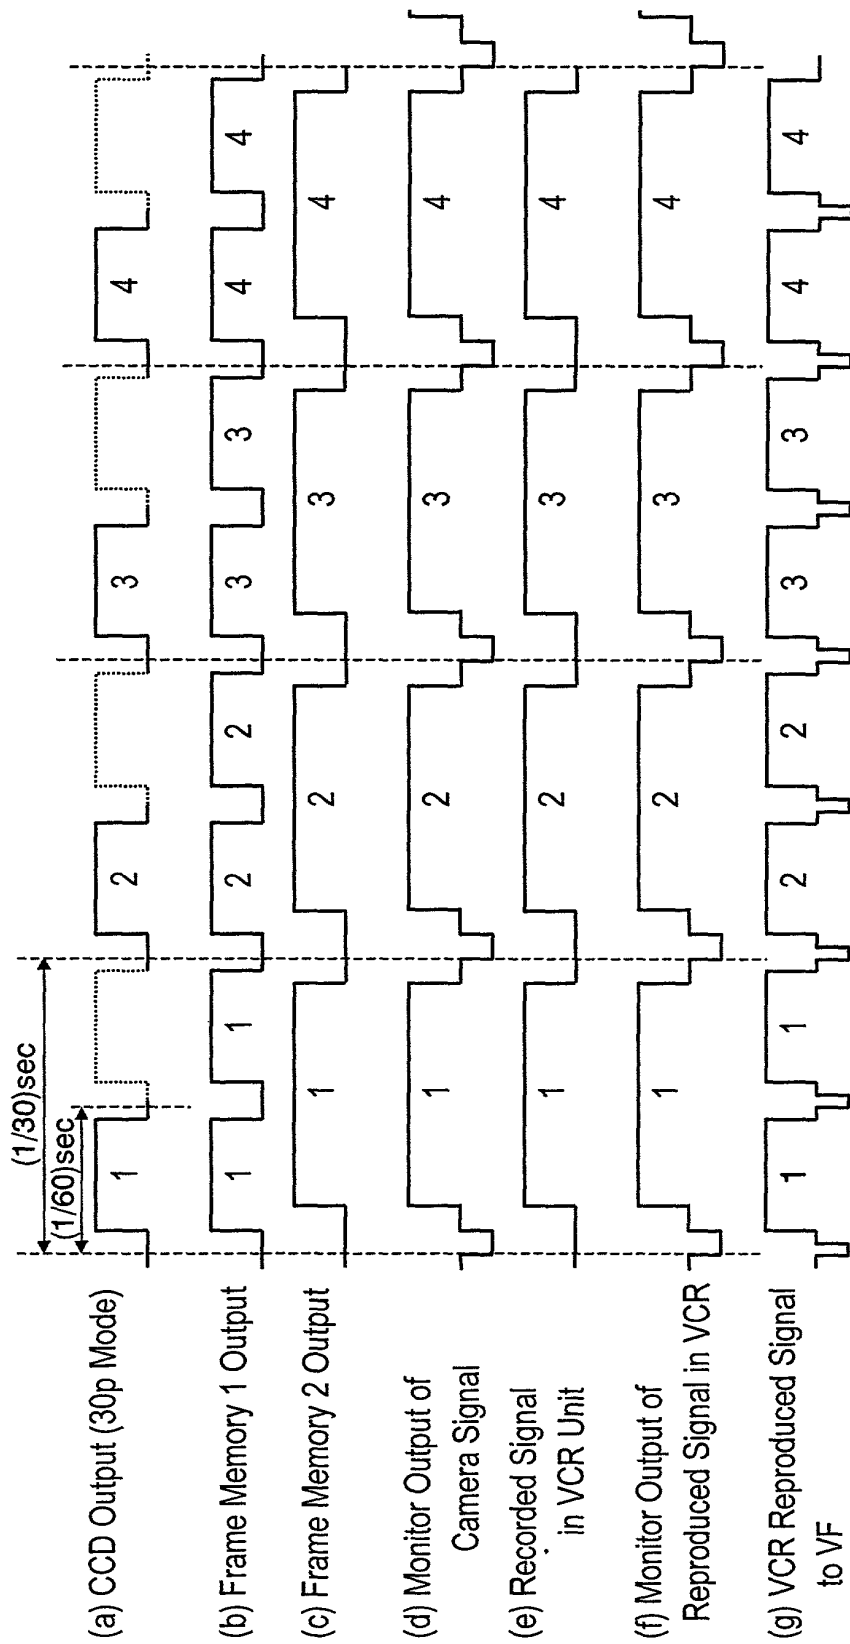 (1/30)sec
(1/60)sec
(a) CCD Output (30p Mode) 1 2 3 4
(b) Frame Memory 1 Output 1 1 2 2 3 3 4 4
(c) Frame Memory 2 Output 1 2 3 4
(d) Monitor Output of
Camera Signal 1 2 3 4
(e) Recorded Signal
in VCR Unit 1 2 3 4
(f) Monitor Output of
Reproduced Signal in VCR 1 2 3 4
(g) VCR Reproduced Signal
to VF 1 1 2 2 3 3 4 4